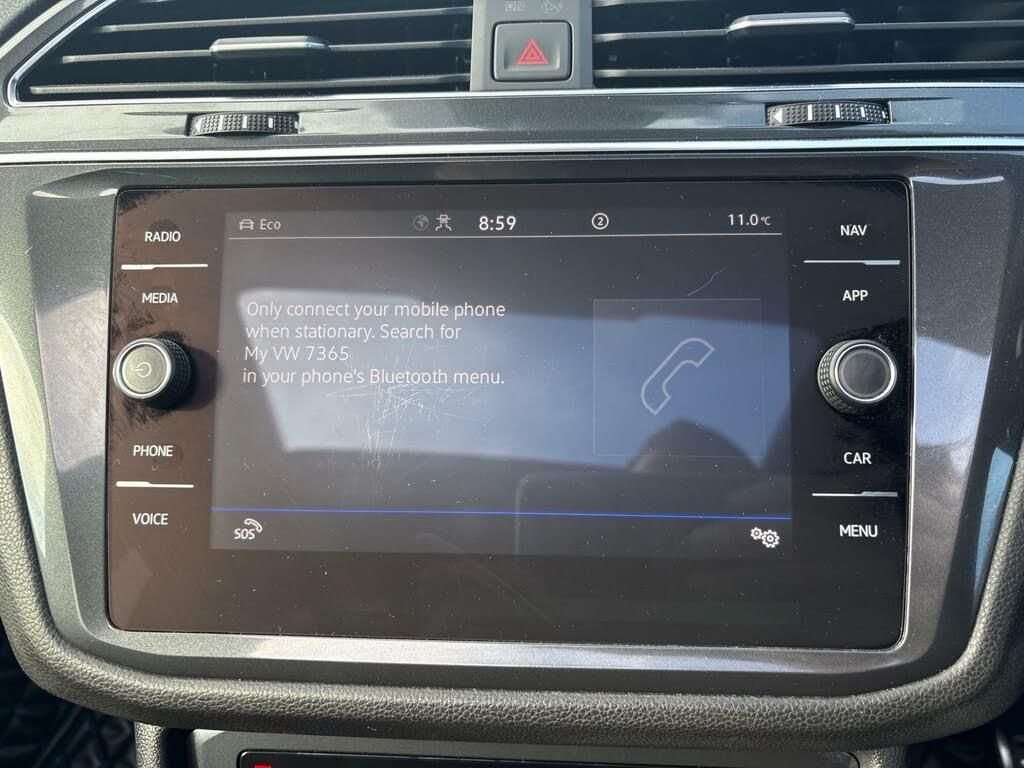 Eco
8:59
2
11.0°C
RADIO
MEDIA
PHONE
VOICE
Only connect your mobile phone
when stationary. Search for
My VW 7365
in your phone's Bluetooth menu.
SOS
NAV
APP
CAR
MENU